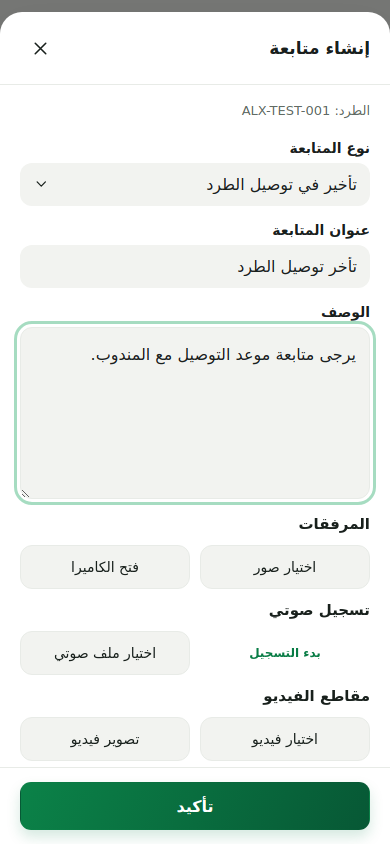 إنشاء متابعة
الطرد: ALX-TEST-001
نوع المتابعة
تأخير في توصيل الطرد
عنوان المتابعة
تأخر توصيل الطرد
الوصف
يرجى متابعة موعد التوصيل مع المندوب.
المرفقات
اختيار صور
فتح الكاميرا
تسجيل صوتي
بدء التسجيل
اختيار ملف صوتي
مقاطع الفيديو
اختيار فيديو
تصوير فيديو
تأكيد